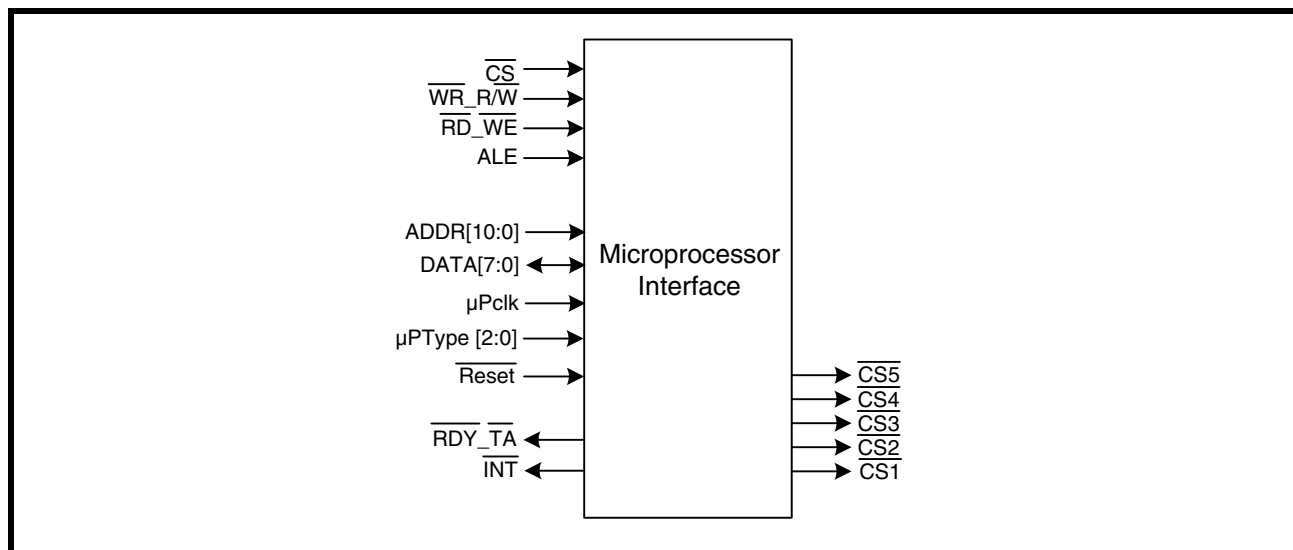 CS
WR_R/W
RD_WE
ALE
ADDR[10:0]
DATA[7:0]
µPclk
µPType [2:0]
Reset
RDY_TA
INT
Microprocessor
Interface
CS5
CS4
CS3
CS2
CS1